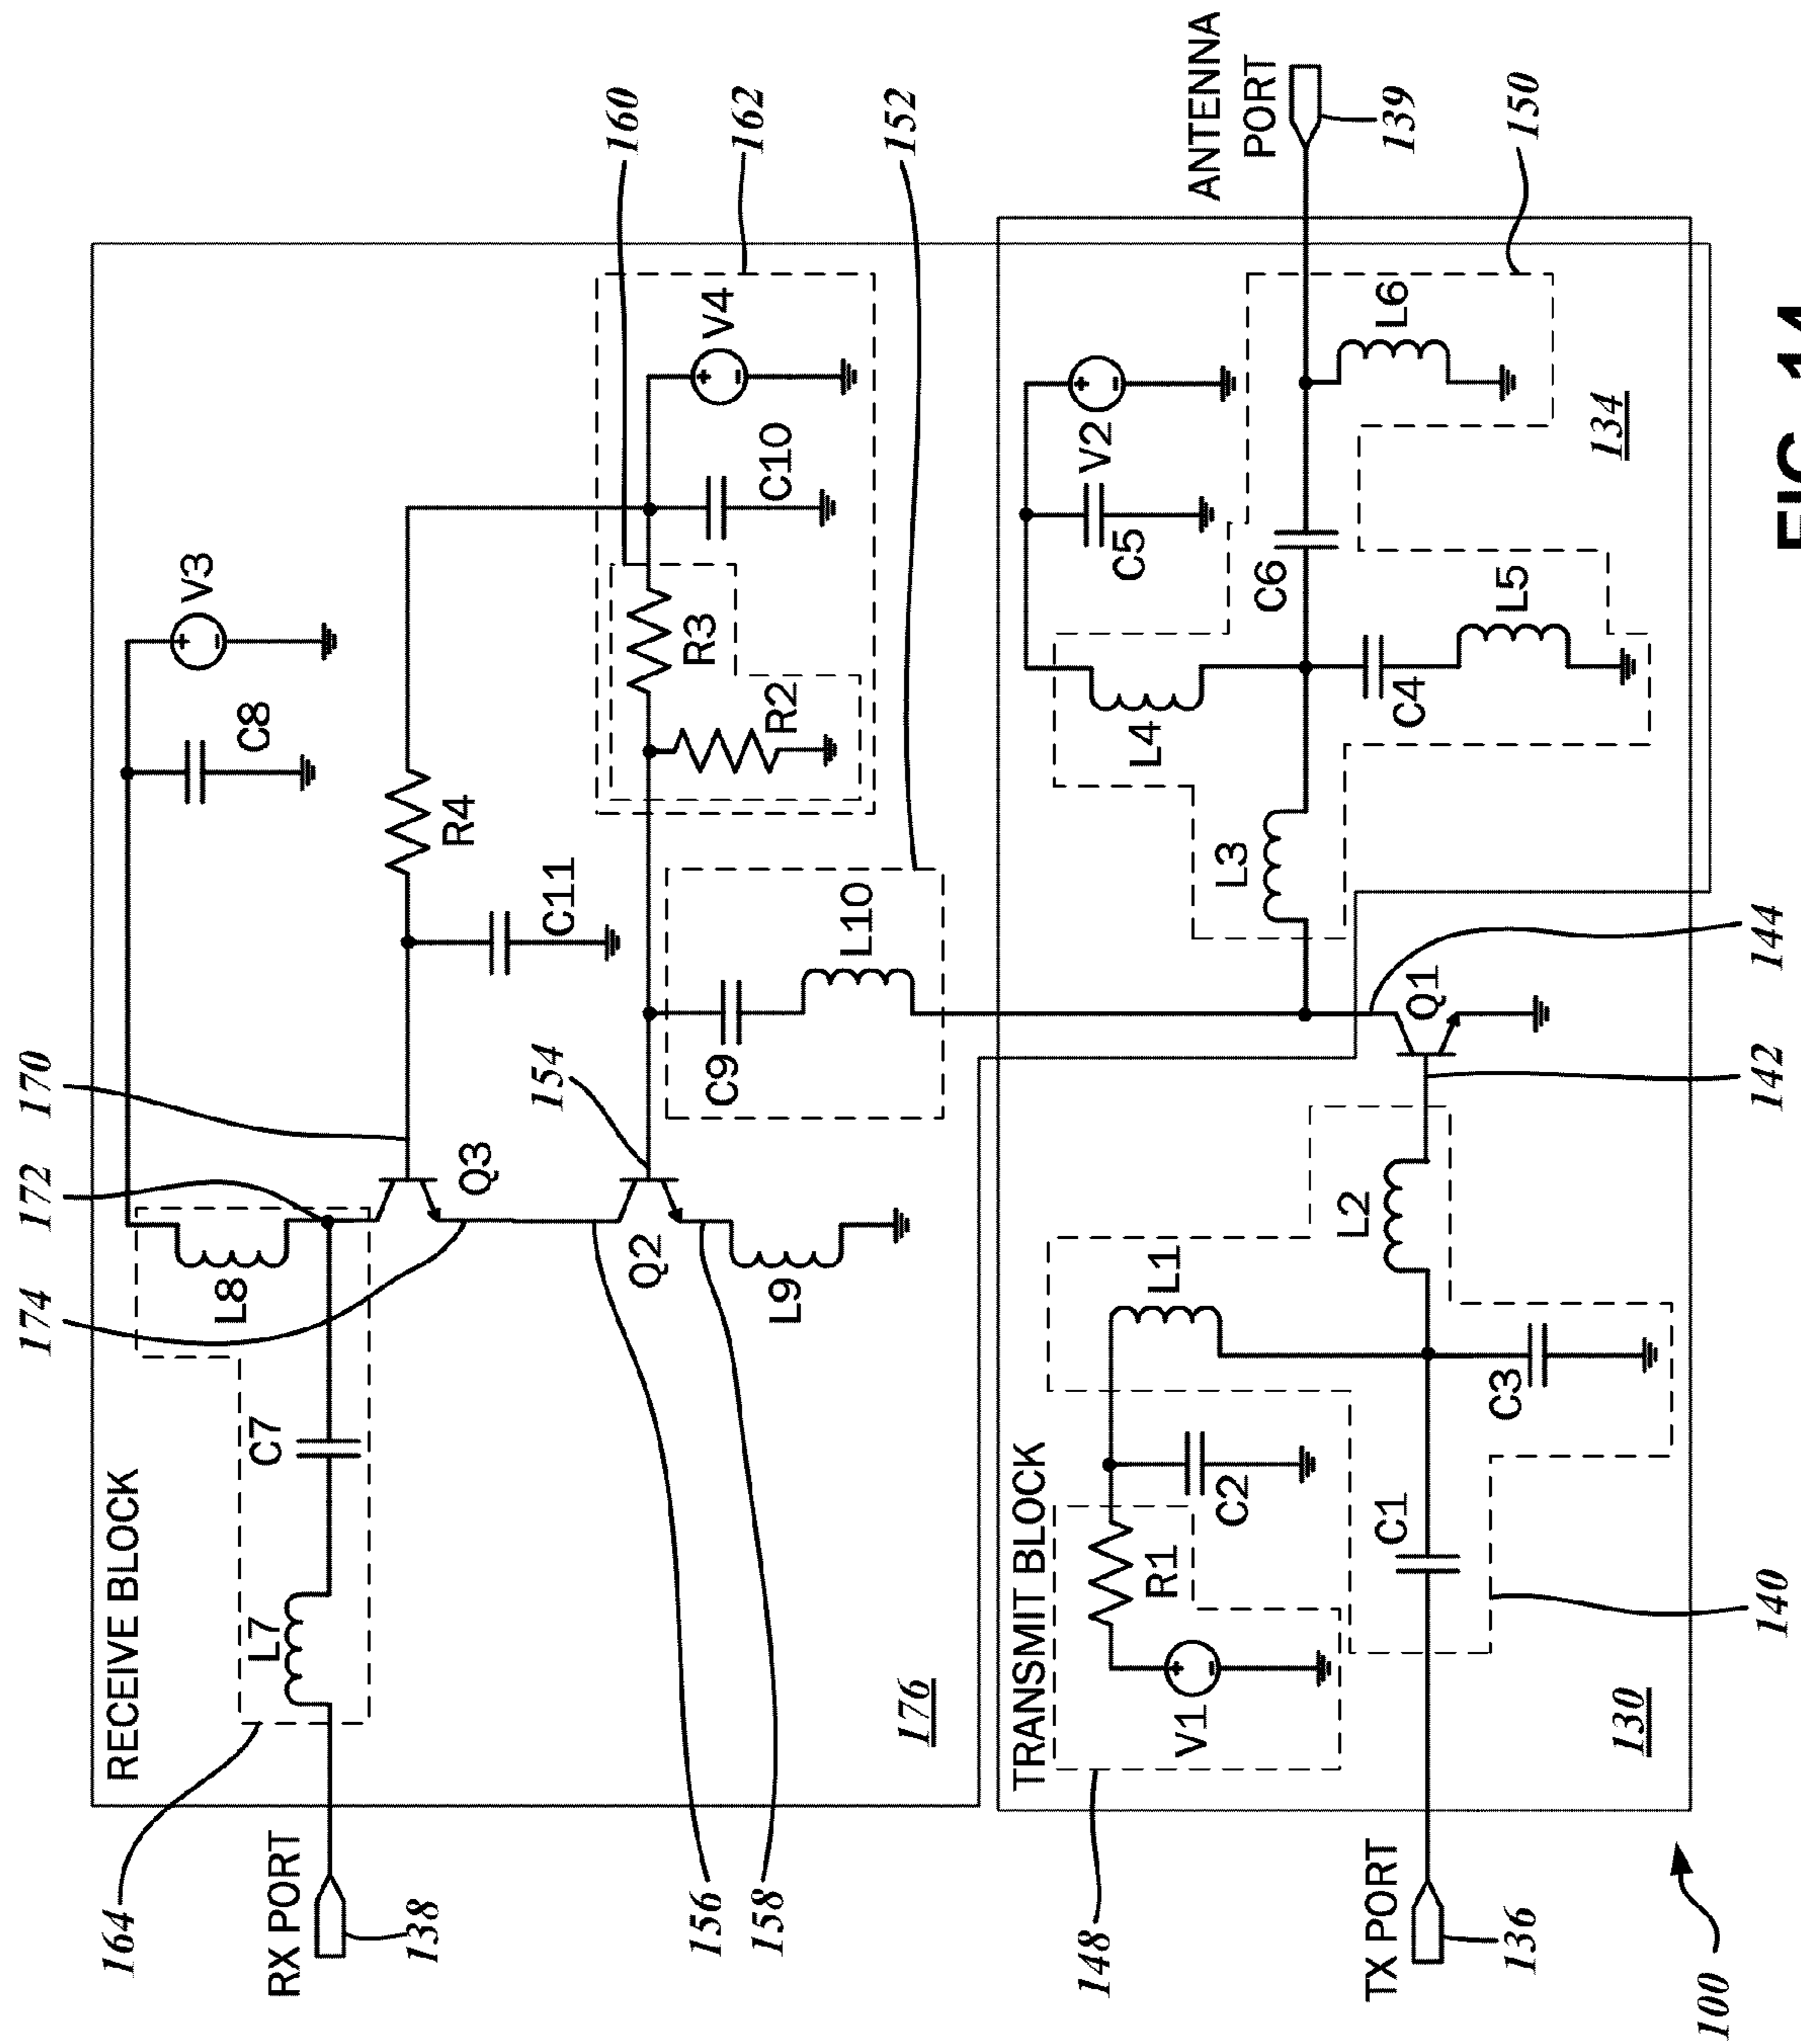 RECEIVE BLOCK
RX PORT
138
164
L7
C7
L8
172
170
174
Q3
V3
C8
R4
C11
156
158
Q2
L9
154
C9
L10
R2
R3
C10
V4
160
162
152
176
TRANSMIT BLOCK
TX PORT
136
148
V1
R1
C2
L1
C1
C3
L2
140
142
144
Q1
130
L3
L4
C5
V2
C6
C4
L5
L6
134
150
ANTENNA
PORT
139
100